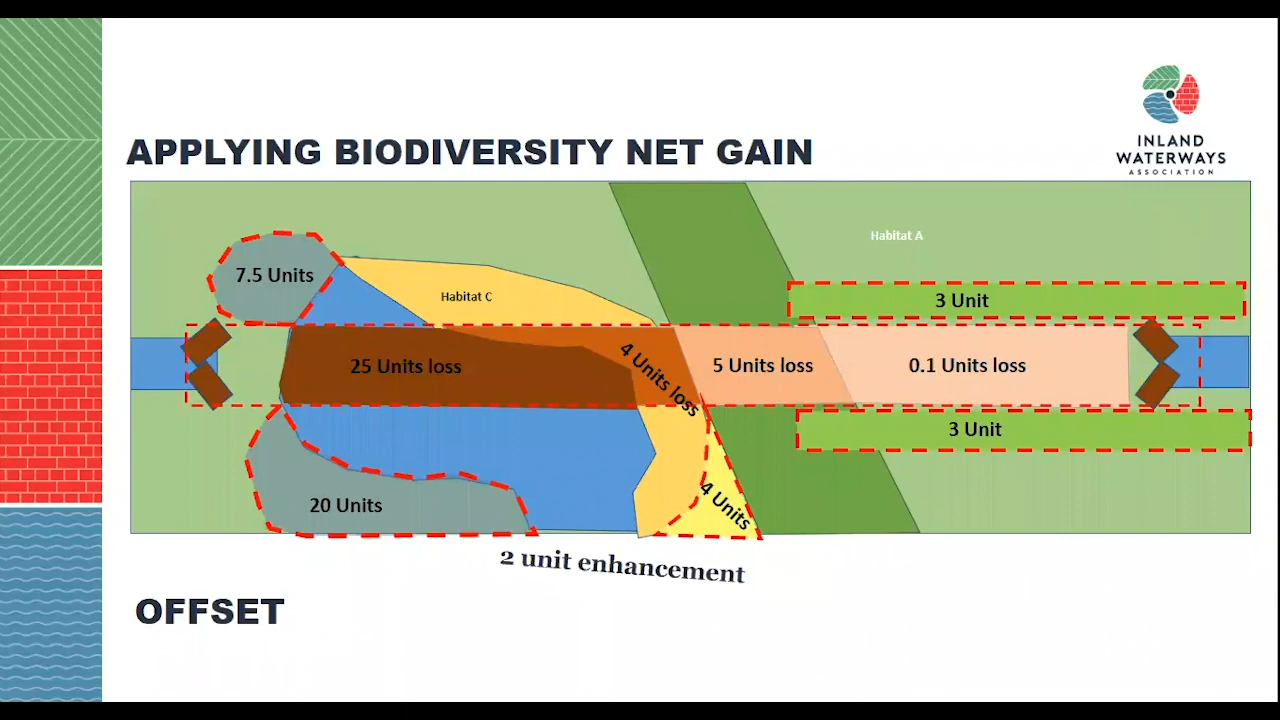 INLAND
WATERWAYS
ASSOCIATION
APPLYING BIODIVERSITY NET GAIN
Habitat A
7.5 Units
Habitat C
3 Unit
25 Units loss
4 Units loss
5 Units loss
0.1 Units loss
3 Unit
20 Units
4 Units
2 unit enhancement
OFFSET